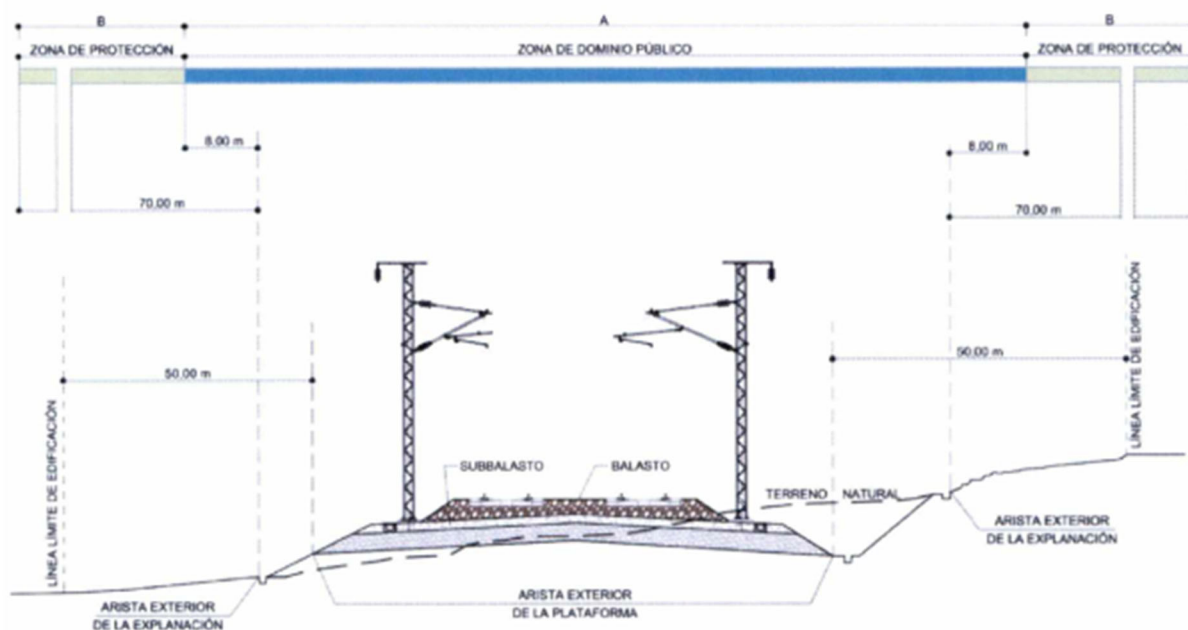 B A B
ZONA DE PROTECCIÓN ZONA DE DOMINIO PÚBLICO ZONA DE PROTECCIÓN
8,00 m 8,00 m
70,00 m 70,00 m
LÍNEA LÍMITE DE EDIFICACIÓN
50,00 m
50,00 m
LÍNEA LÍMITE DE EDIFICACIÓN
SUBBALASTO BALASTO
TERRENO NATURAL
ARISTA EXTERIOR
DE LA EXPLANACIÓN
ARISTA EXTERIOR
DE LA PLATAFORMA
ARISTA EXTERIOR
DE LA EXPLANACIÓN